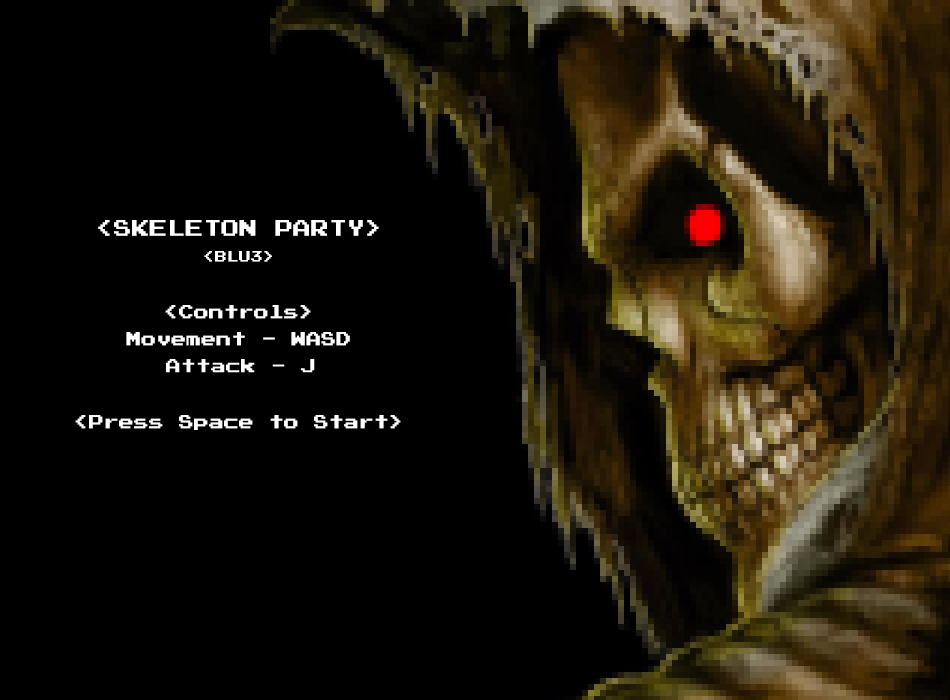 <SKELETON PARTY>
<BLU3>
<Controls>
Movement - WASD
Attack - J
<Press Space to Start>